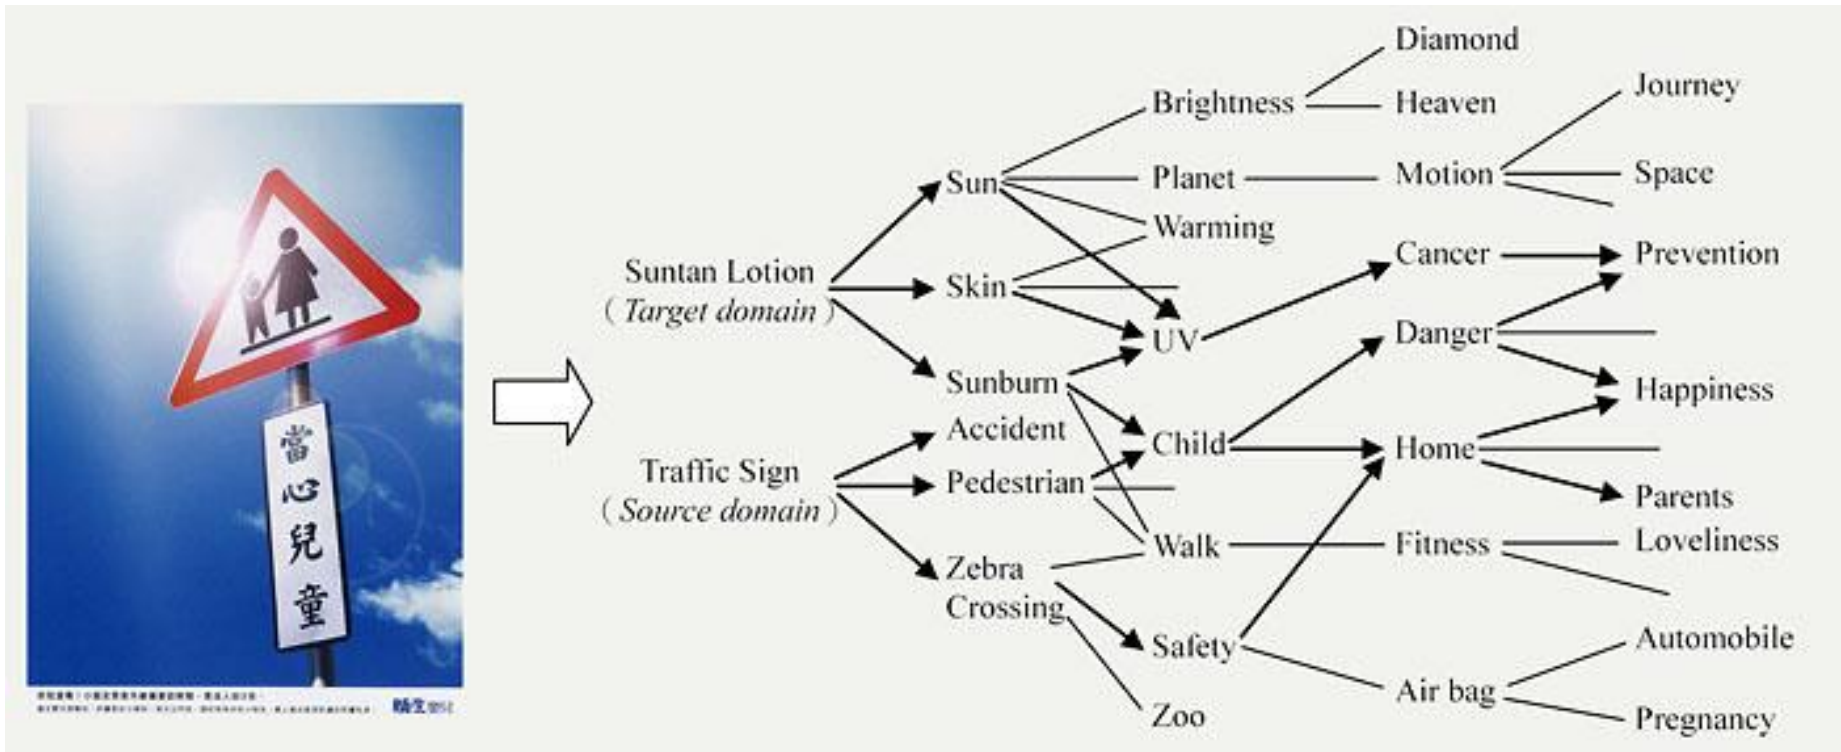 當
心
兒
童
Suntan Lotion
(Target domain)
Traffic Sign
(Source domain)
Sun
Skin
Sunburn
Accident
Pedestrian
Zebra
Crossing
Brightness
Planet
Warming
UV
Child
Walk
Safety
Zoo
Diamond
Heaven
Motion
Cancer
Danger
Home
Fitness
Air bag
Journey
Space
Prevention
Happiness
Parents
Loveliness
Automobile
Pregnancy